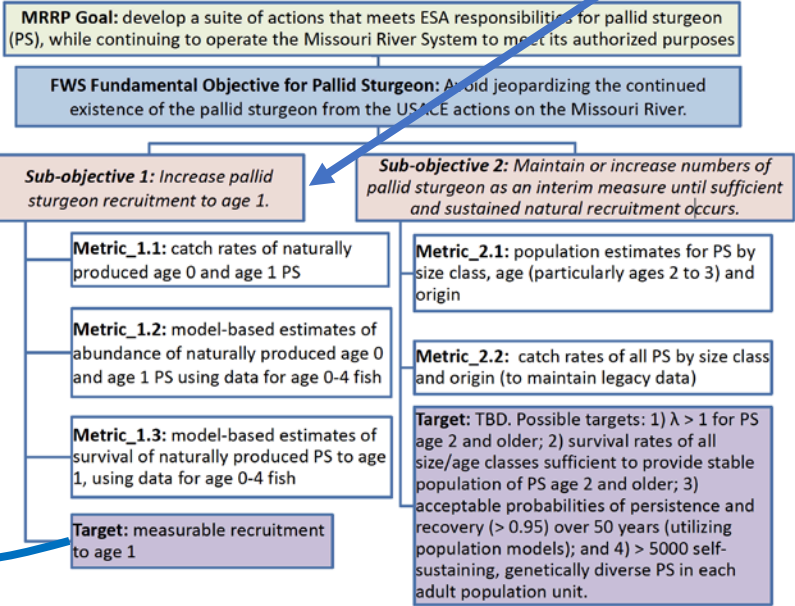 MRRP Goal: develop a suite of actions that meets ESA responsibilities for pallid sturgeon
(PS), while continuing to operate the Missouri River System to meet its authorized purposes
FWS Fundamental Objective for Pallid Sturgeon: Avoid jeopardizing the continued
existence of the pallid sturgeon from the USACE actions on the Missouri River.
Sub-objective 1: Increase pallid
sturgeon recruitment to age 1.
Metric_1.1: catch rates of naturally
produced age 0 and age 1 PS
Metric_1.2: model-based estimates of
abundance of naturally produced age 0
and age 1 PS using data for age 0-4 fish
Metric_1.3: model-based estimates of
survival of naturally produced PS to age
1, using data for age 0-4 fish
Target: measurable recruitment
to age 1
Sub-objective 2: Maintain or increase numbers of
pallid sturgeon as an interim measure until sufficient
and sustained natural recruitment occurs.
Metric_2.1: population estimates for PS by
size class, age (particularly ages 2 to 3) and
origin
Metric_2.2: catch rates of all PS by size class
and origin (to maintain legacy data)
Target: TBD. Possible targets: 1) λ > 1 for PS
age 2 and older; 2) survival rates of all
size/age classes sufficient to provide stable
population of PS age 2 and older; 3)
acceptable probabilities of persistence and
recovery (> 0.95) over 50 years (utilizing
population models); and 4) > 5000 self-
sustaining, genetically diverse PS in each
adult population unit.